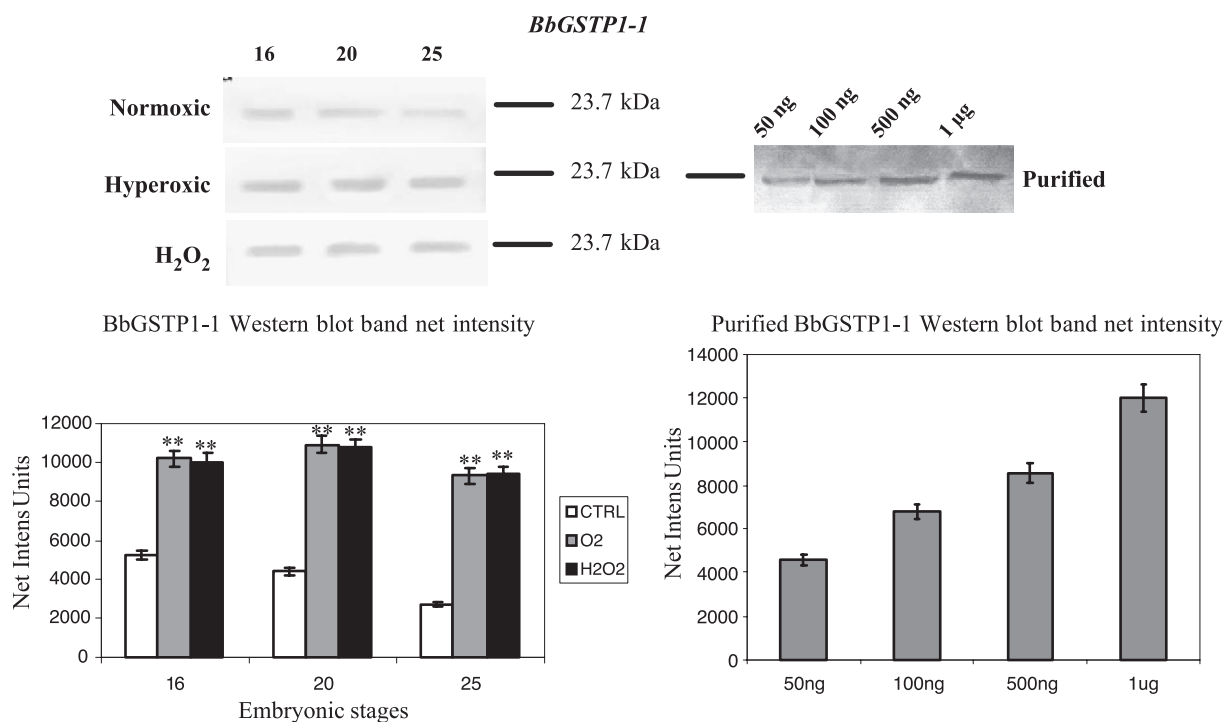 BbGSTP1-1
16 20 25
Normoxic
23.7 kDa
Hyperoxic
23.7 kDa
H2O2
23.7 kDa
50 ng 100 ng 500 ng 1 µg
Purified
BbGSTP1-1 Western blot band net intensity
Net Intens Units
12000
10000
8000
6000
4000
2000
0
** ** ** ** ** **
16 20 25
Embryonic stages
CTRL
O2
H2O2
Purified BbGSTP1-1 Western blot band net intensity
Net Intens Units
14000
12000
10000
8000
6000
4000
2000
0
50ng 100ng 500ng 1ug